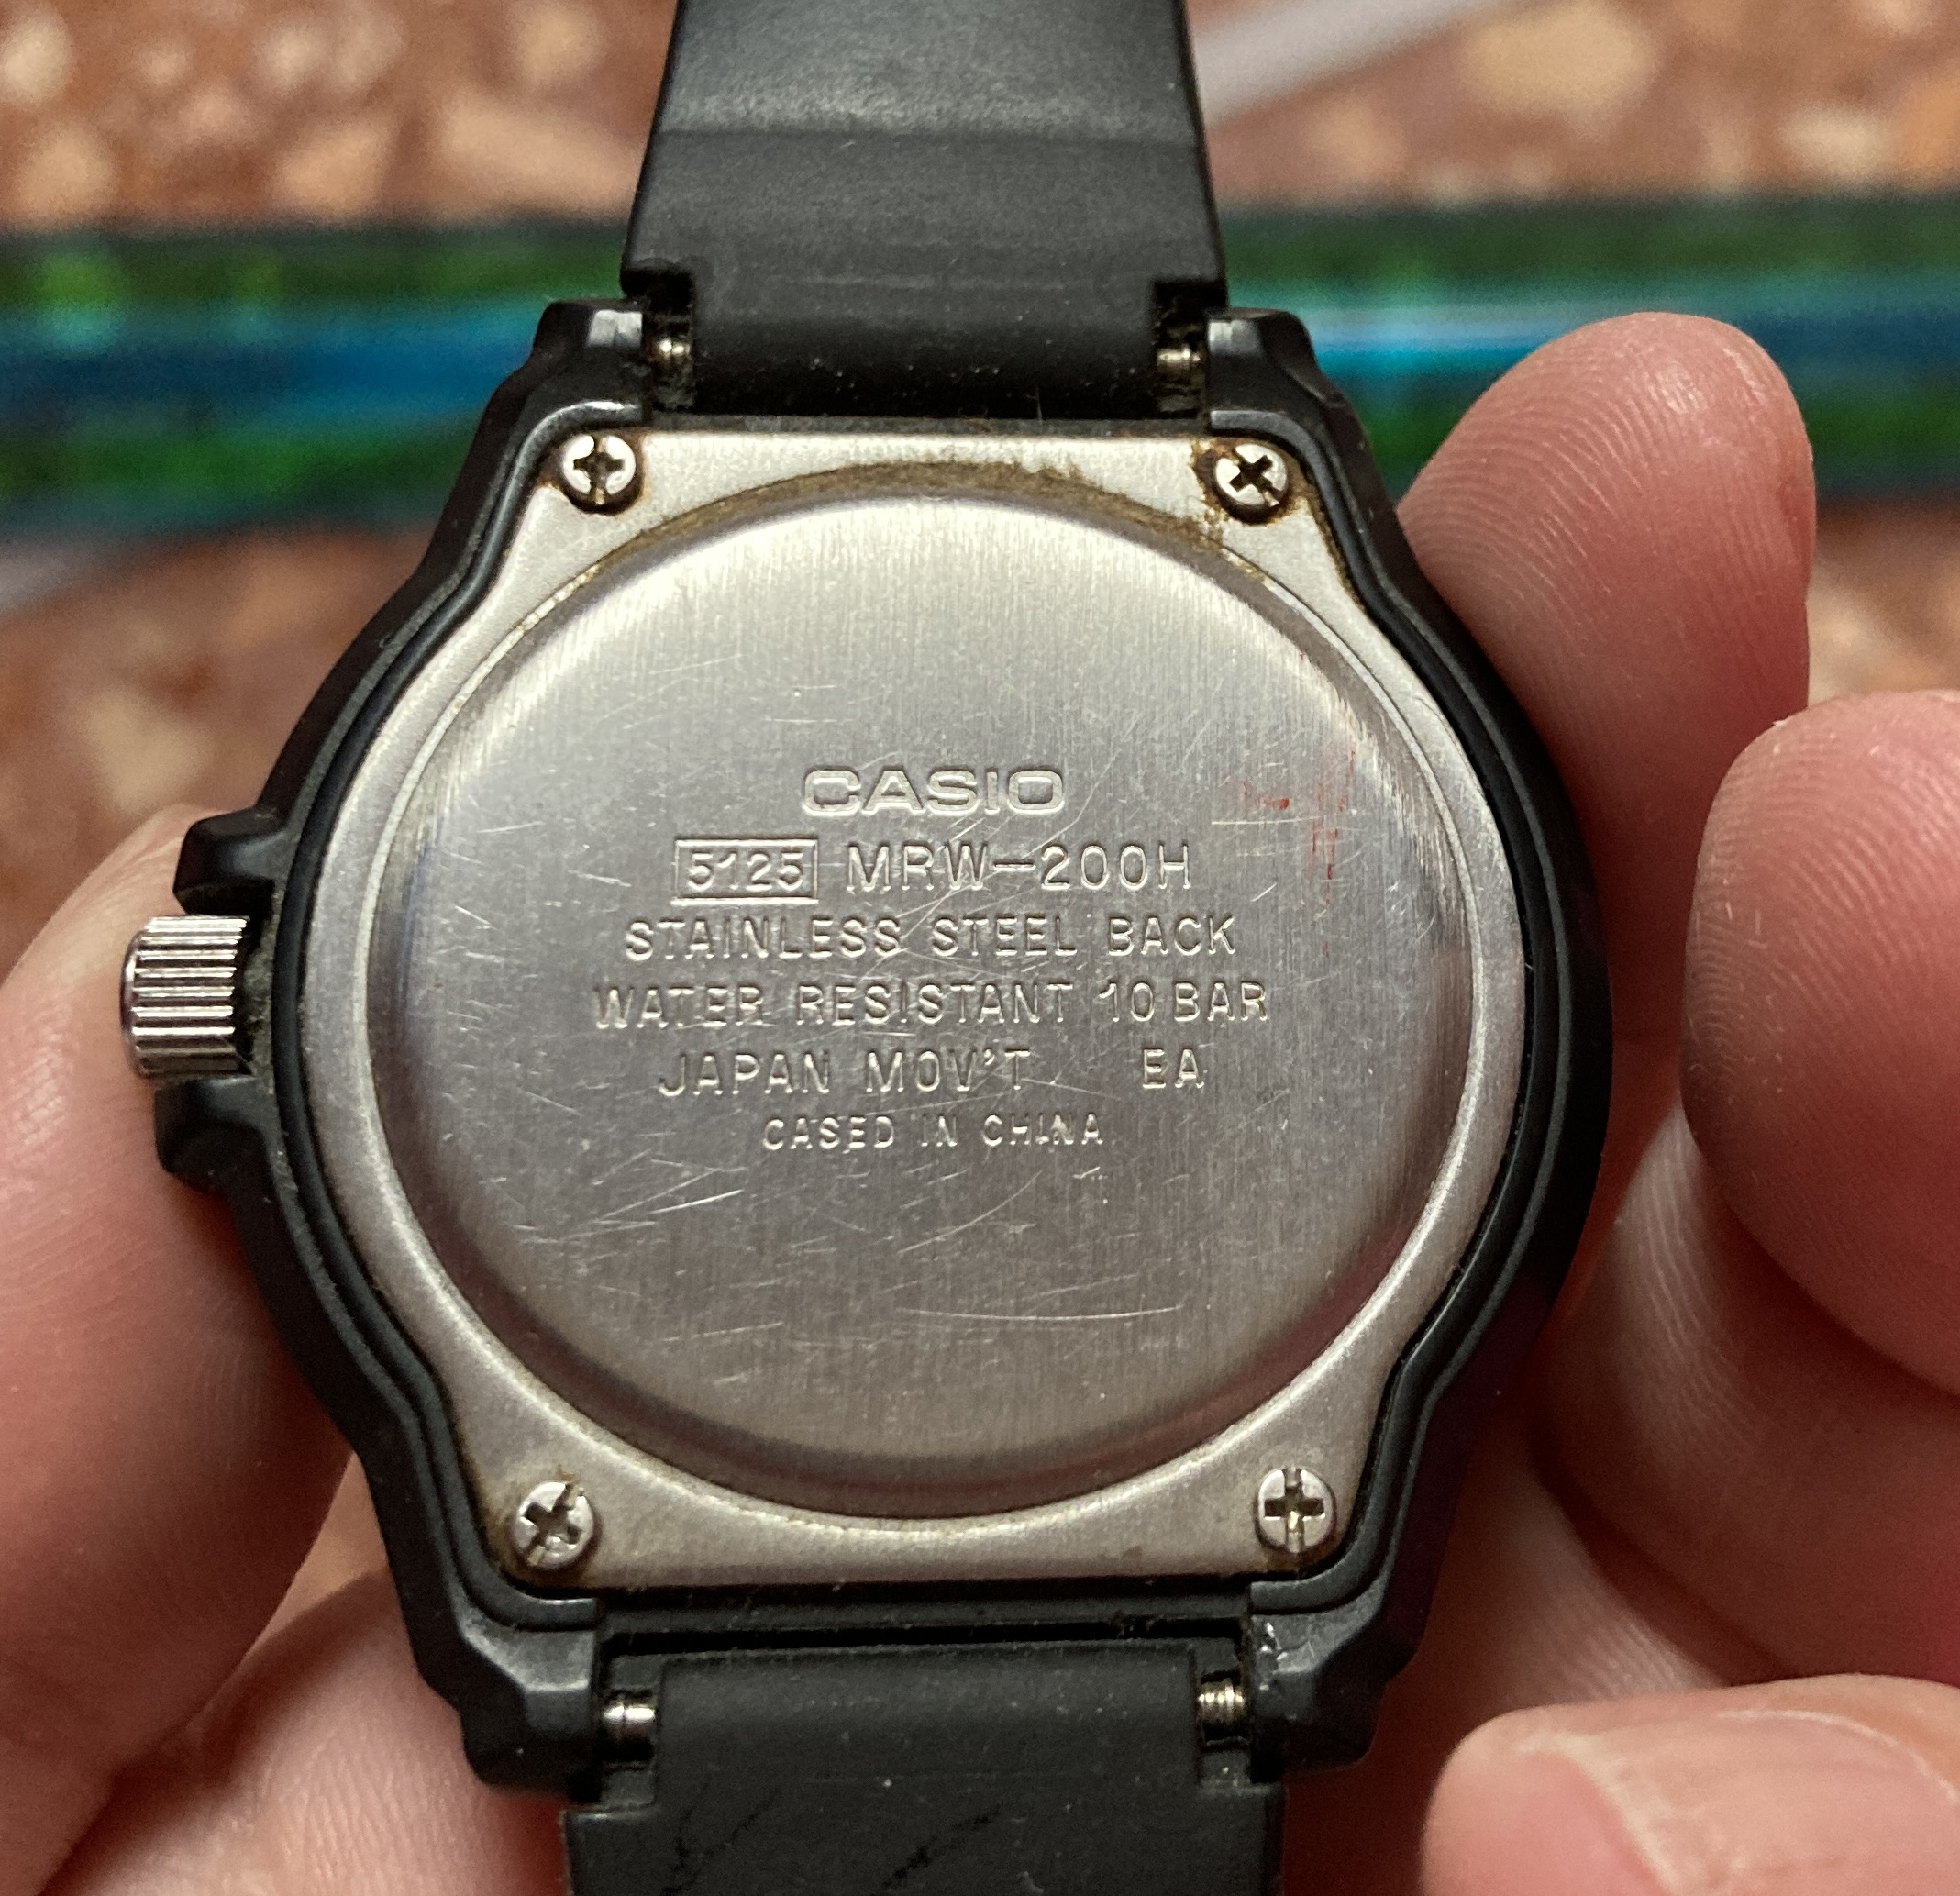 CASIO
5125 MRW-200H
STAINLESS STEEL BACK
WATER RESISTANT 10 BAR
JAPAN MOV'T EA
CASED IN CHINA